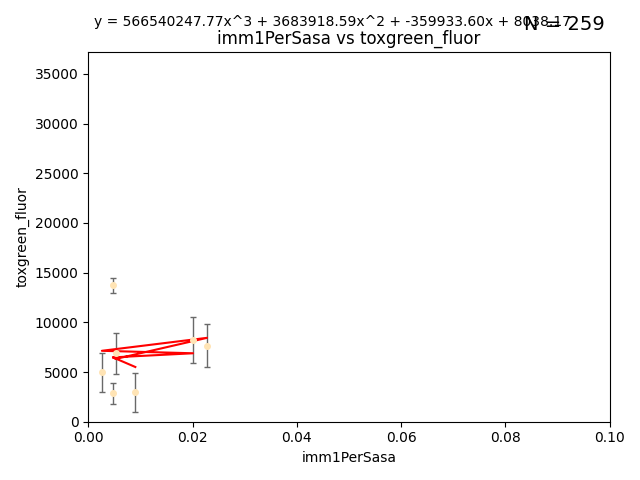 y = 566540247.77x^3 + 3683918.59x^2 + -359933.60x + 8038.17
N = 259
imm1PerSasa vs toxgreen_fluor
35000
30000
25000
20000
15000
10000
5000
0
toxgreen_fluor
0.00 0.02 0.04 0.06 0.08 0.10
imm1PerSasa